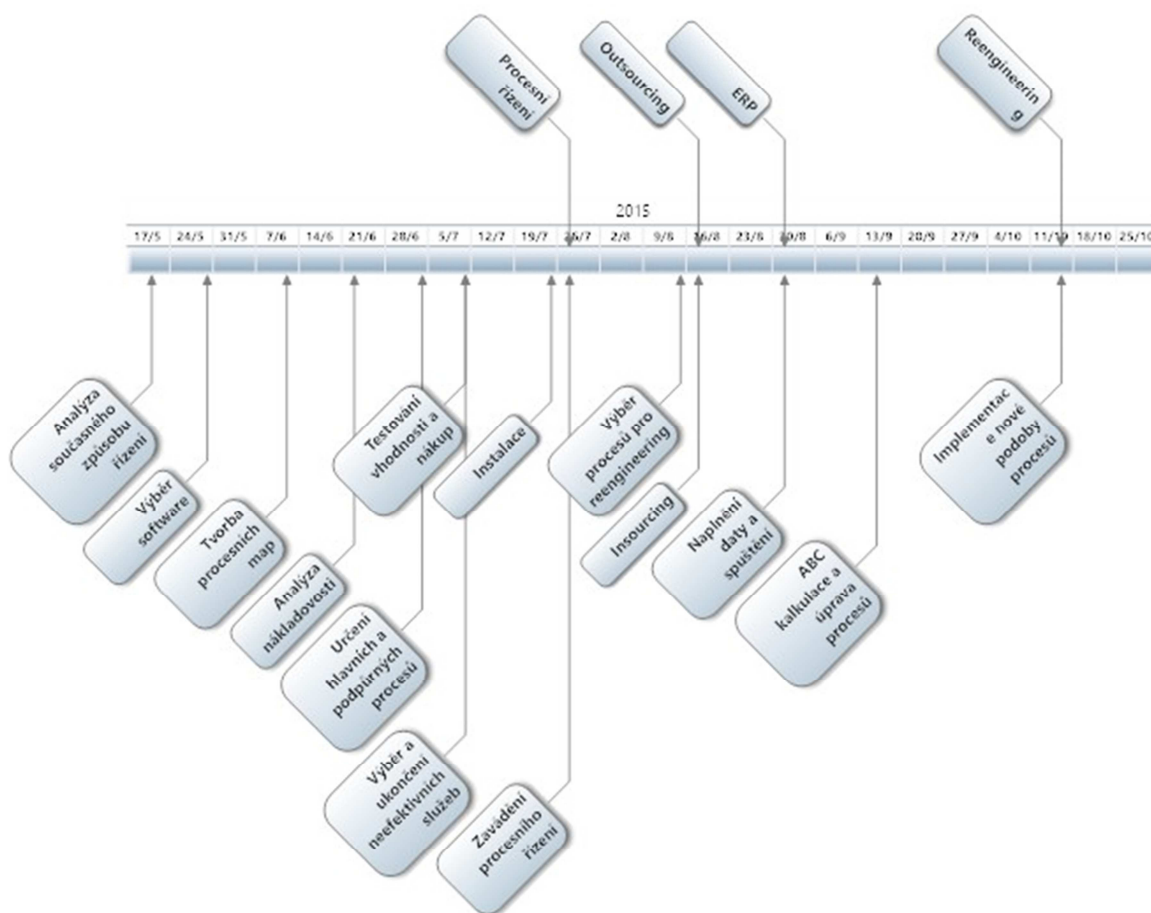 Procesní
řízení
Outsourcing
ERP
Reengineerin
g
2015
17/5 24/5 31/5 7/6 14/6 21/6 28/6 5/7 12/7 19/7 26/7 2/8 9/8 16/8 23/8 30/8 6/9 13/9 20/9 27/9 4/10 11/10 18/10 25/10
Analýza
současného
způsobu
řízení
Výběr
software
Tvorba
procesních
map
Analýza
nákladovosti
Určení
hlavních a
podpůrných
procesů
Testování
vhodnosti a
nákup
Výběr a
ukončení
neefektivních
služeb
Instalace
Zavádění
procesního
řízení
Výběr
procesů pro
reengineering
Insourcing
Naplnění
daty a
spuštění
ABC
kalkulace a
úprava
procesů
Implementac
e nové
podoby
procesů